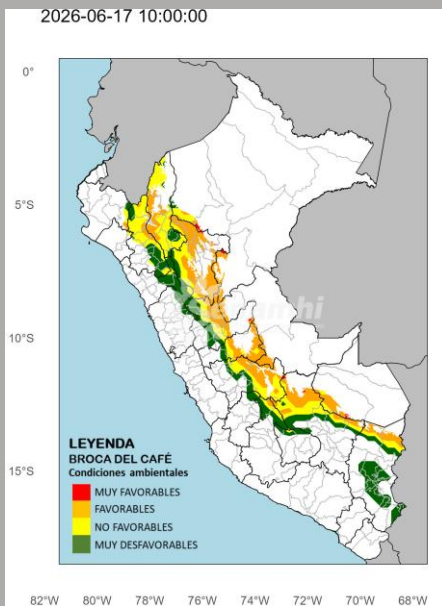 2026-06-17 10:00:00
0°
5°S
10°S
15°S
senamhi
LEYENDA
BROCA DEL CAFÉ
Condiciones ambientales
MUY FAVORABLES
FAVORABLES
NO FAVORABLES
MUY DESFAVORABLES
82°W 80°W 78°W 76°W 74°W 72°W 70°W 68°W